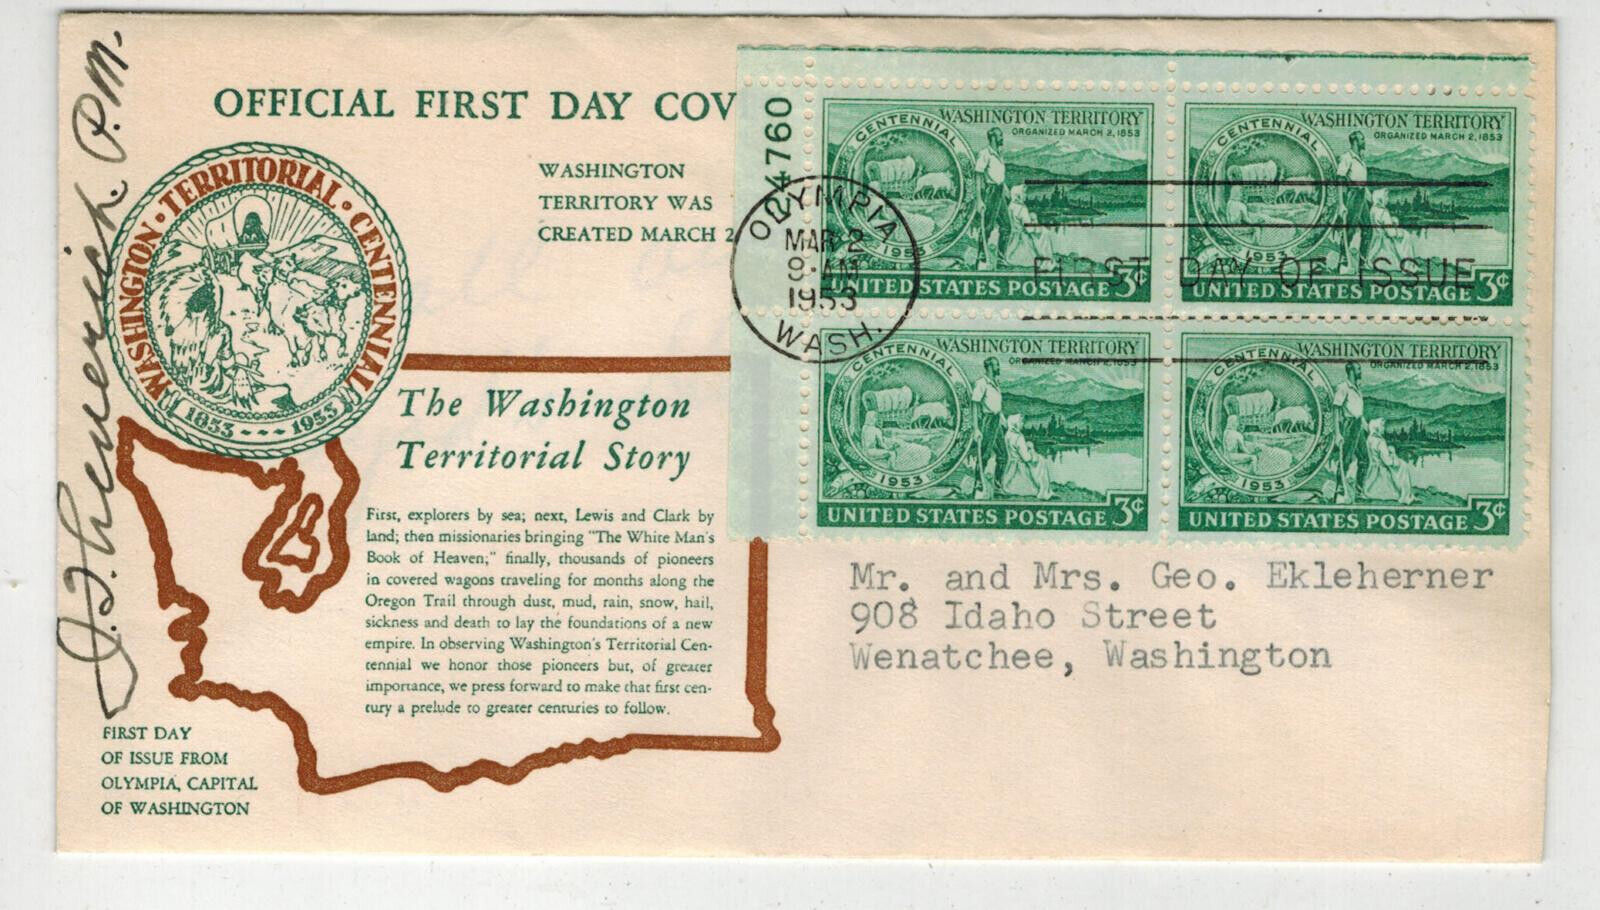 OFFICIAL FIRST DAY COV
WASHINGTON
TERRITORY WAS
CREATED MARCH 2
WASHINGTON · TERRITORIAL · CENTENNIAL
1853 - - - 1953
The Washington
Territorial Story
First, explorers by sea; next, Lewis and Clark by
land; then missionaries bringing "The White Man's
Book of Heaven;" finally, thousands of pioneers
in covered wagons traveling for months along the
Oregon Trail through dust, mud, rain, snow, hail,
sickness and death to lay the foundations of a new
empire. In observing Washington's Territorial Cen-
tennial we honor those pioneers but, of greater
importance, we press forward to make that first cen-
tury a prelude to greater centuries to follow.
FIRST DAY
OF ISSUE FROM
OLYMPIA, CAPITAL
OF WASHINGTON
P.M.
24760
OLYMPIA
MAR 2
9·AM
1953
WASH.
FIRST DAY OF ISSUE
CENTENNIAL
1953
WASHINGTON TERRITORY
ORGANIZED MARCH 2, 1853
UNITED STATES POSTAGE 3¢
CENTENNIAL
1953
WASHINGTON TERRITORY
ORGANIZED MARCH 2, 1853
UNITED STATES POSTAGE 3¢
CENTENNIAL
1953
WASHINGTON TERRITORY
ORGANIZED MARCH 2, 1853
UNITED STATES POSTAGE 3¢
CENTENNIAL
1953
WASHINGTON TERRITORY
ORGANIZED MARCH 2, 1853
UNITED STATES POSTAGE 3¢
Mr. and Mrs. Geo. Ekleherner
908 Idaho Street
Wenatchee, Washington